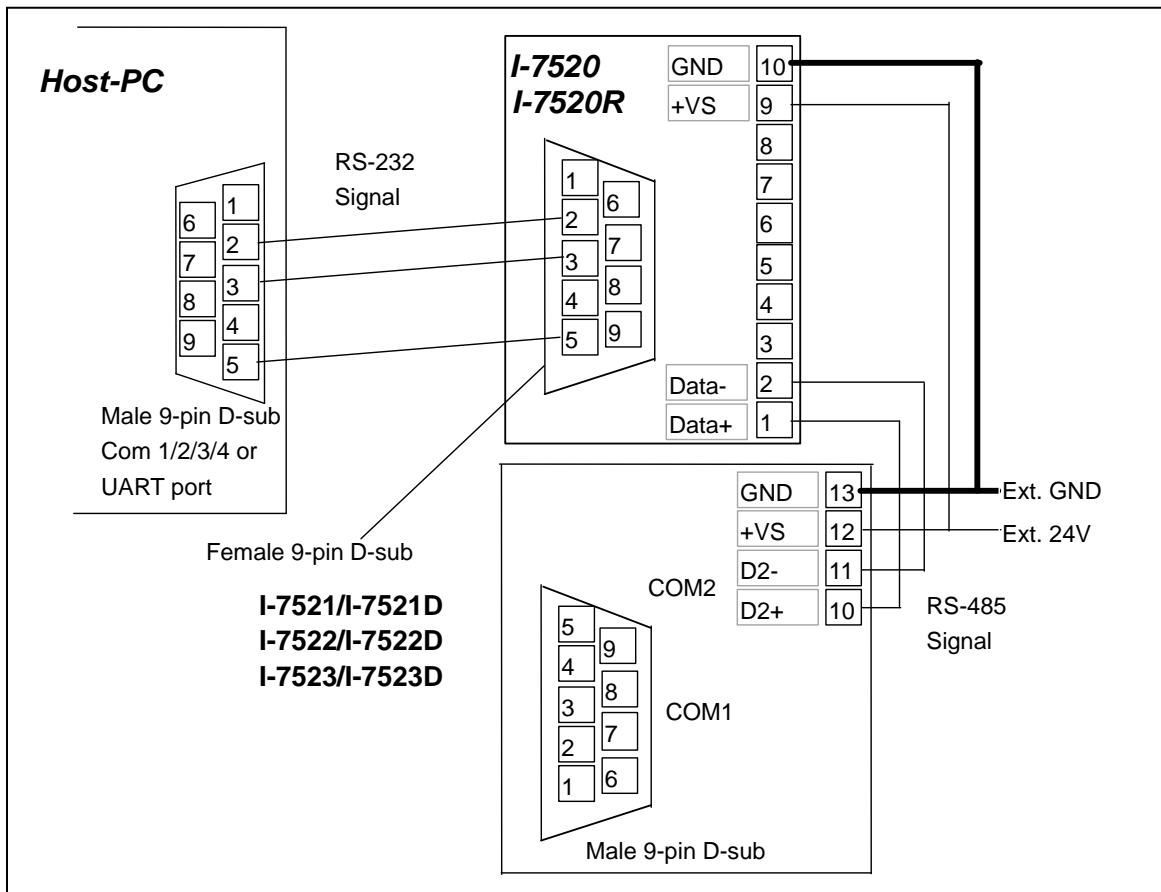 Host-PC
6
7
8
9
1
2
3
4
5
Male 9-pin D-sub
Com 1/2/3/4 or
UART port
RS-232
Signal
I-7520
I-7520R
1
2
3
4
5
6
7
8
9
GND 10
+VS 9
8
7
6
5
4
3
Data- 2
Data+ 1
Female 9-pin D-sub
I-7521/I-7521D
I-7522/I-7522D
I-7523/I-7523D
GND 13
+VS 12
D2- 11
D2+ 10
COM2
Ext. GND
Ext. 24V
RS-485
Signal
5
4
3
2
1
9
8
7
6
COM1
Male 9-pin D-sub